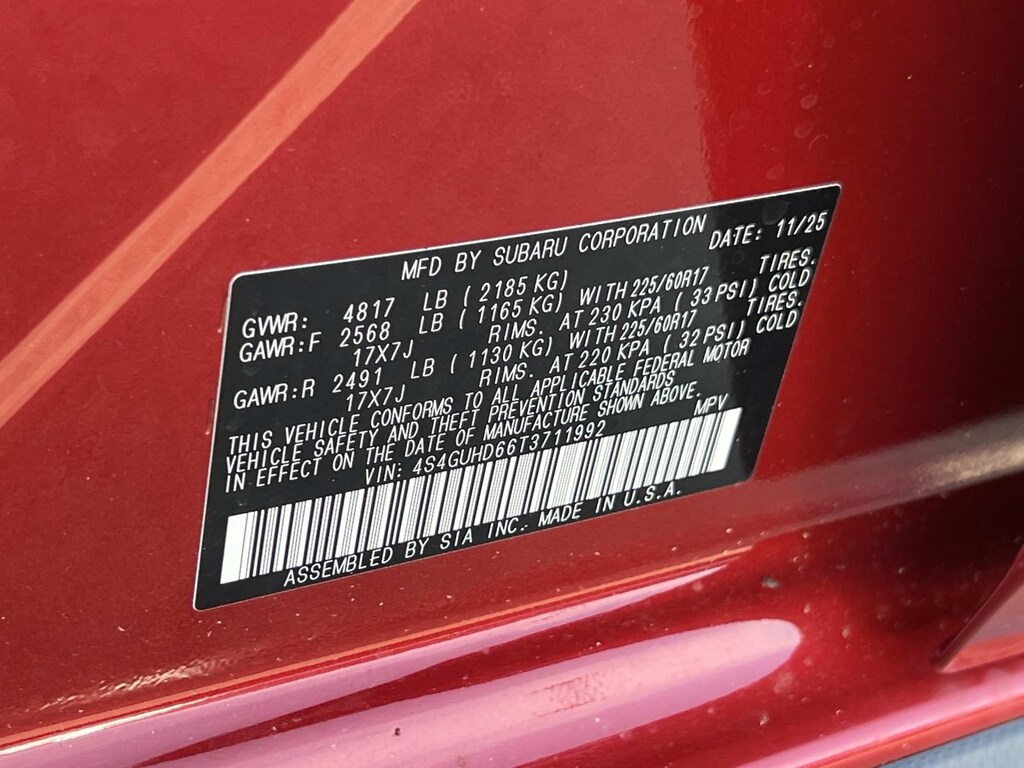 MFD BY SUBARU CORPORATION DATE: 11/25
GVWR: 4817 LB ( 2185 KG)
GAWR:F 2568 LB ( 1165 KG) WITH 225/60R17 TIRES.
17X7J RIMS. AT 230 KPA ( 33 PSI) COLD
GAWR:R 2491 LB ( 1130 KG) WITH 225/60R17 TIRES.
17X7J RIMS. AT 220 KPA ( 32 PSI) COLD
THIS VEHICLE CONFORMS TO ALL APPLICABLE FEDERAL MOTOR
VEHICLE SAFETY AND THEFT PREVENTION STANDARDS
IN EFFECT ON THE DATE OF MANUFACTURE SHOWN ABOVE.
VIN: 4S4GUHD66T3711992 MPV
ASSEMBLED BY SIA INC. MADE IN U.S.A.